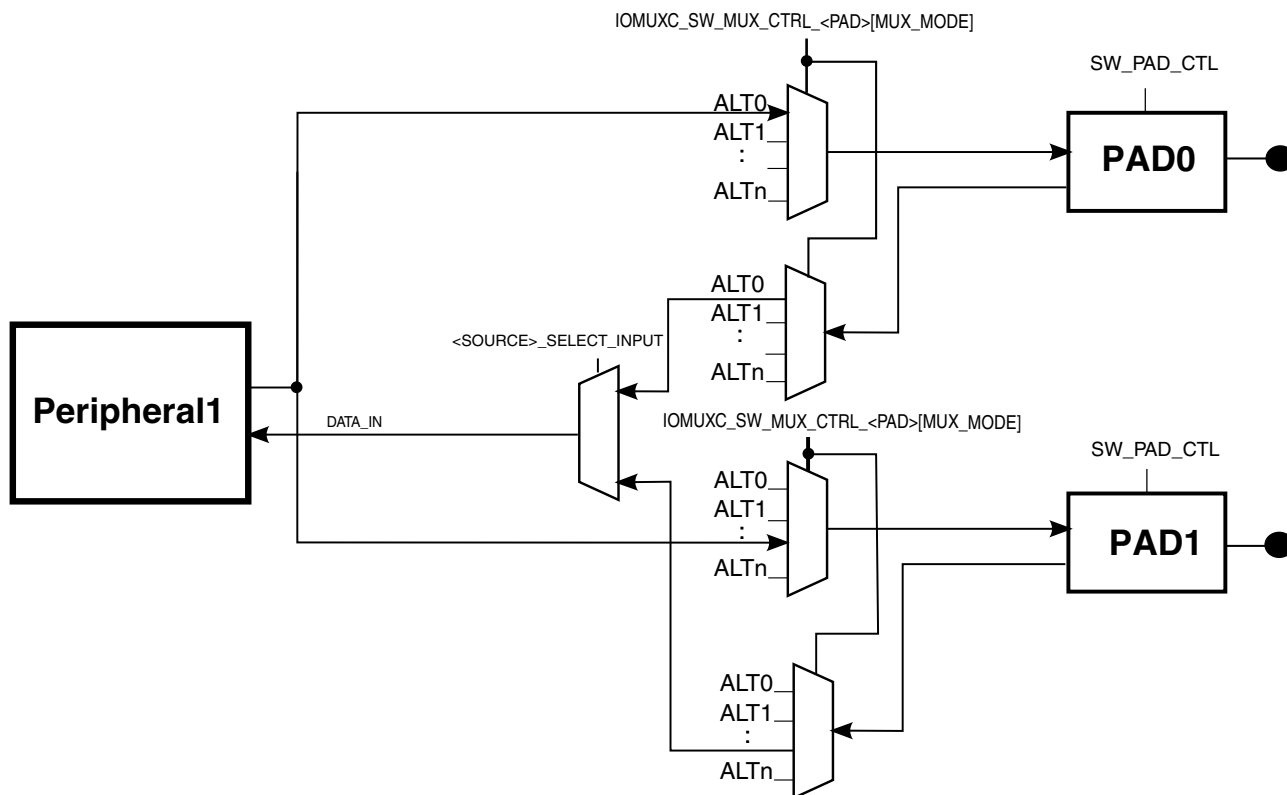 IOMUXC_SW_MUX_CTRL_<PAD>[MUX_MODE]
SW_PAD_CTL
ALT0
ALT1
:
ALTn
PAD0
ALT0
ALT1
:
ALTn
<SOURCE>_SELECT_INPUT
Peripheral1
DATA_IN
IOMUXC_SW_MUX_CTRL_<PAD>[MUX_MODE]
SW_PAD_CTL
ALT0
ALT1
:
ALTn
PAD1
ALT0
ALT1
:
ALTn